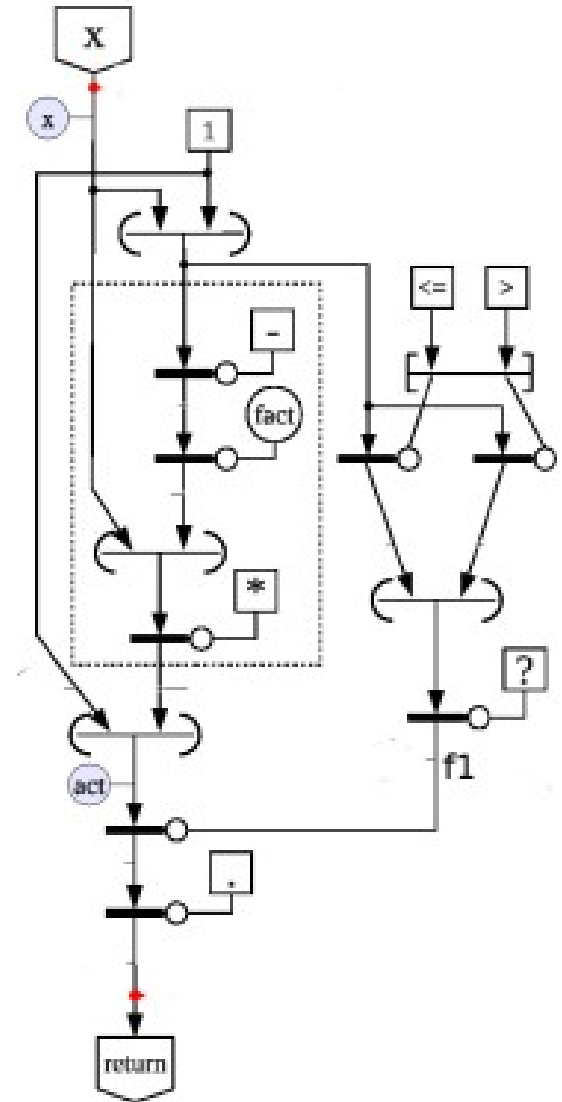 x
x
1
<=
>
-
fact
*
?
f1
act
.
return